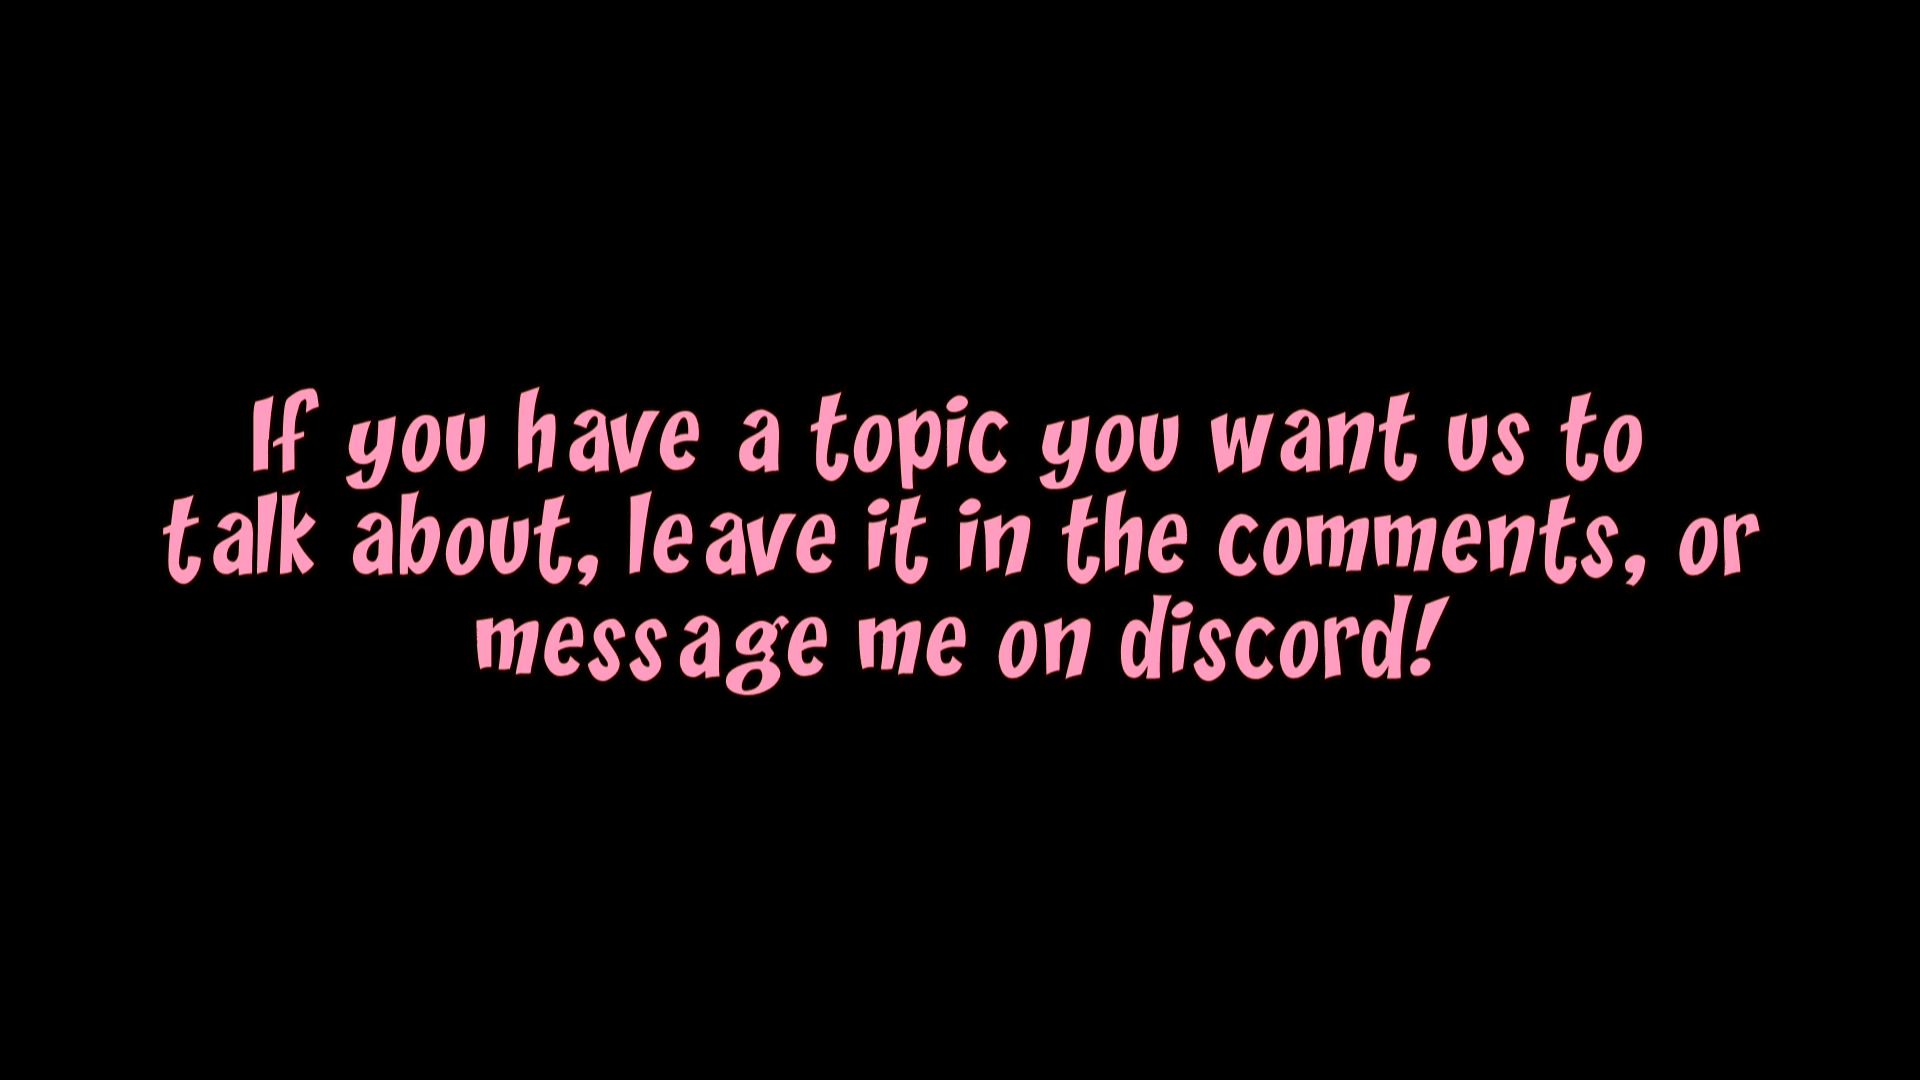 If you have a topic you want us to
talk about, leave it in the comments, or
message me on discord!